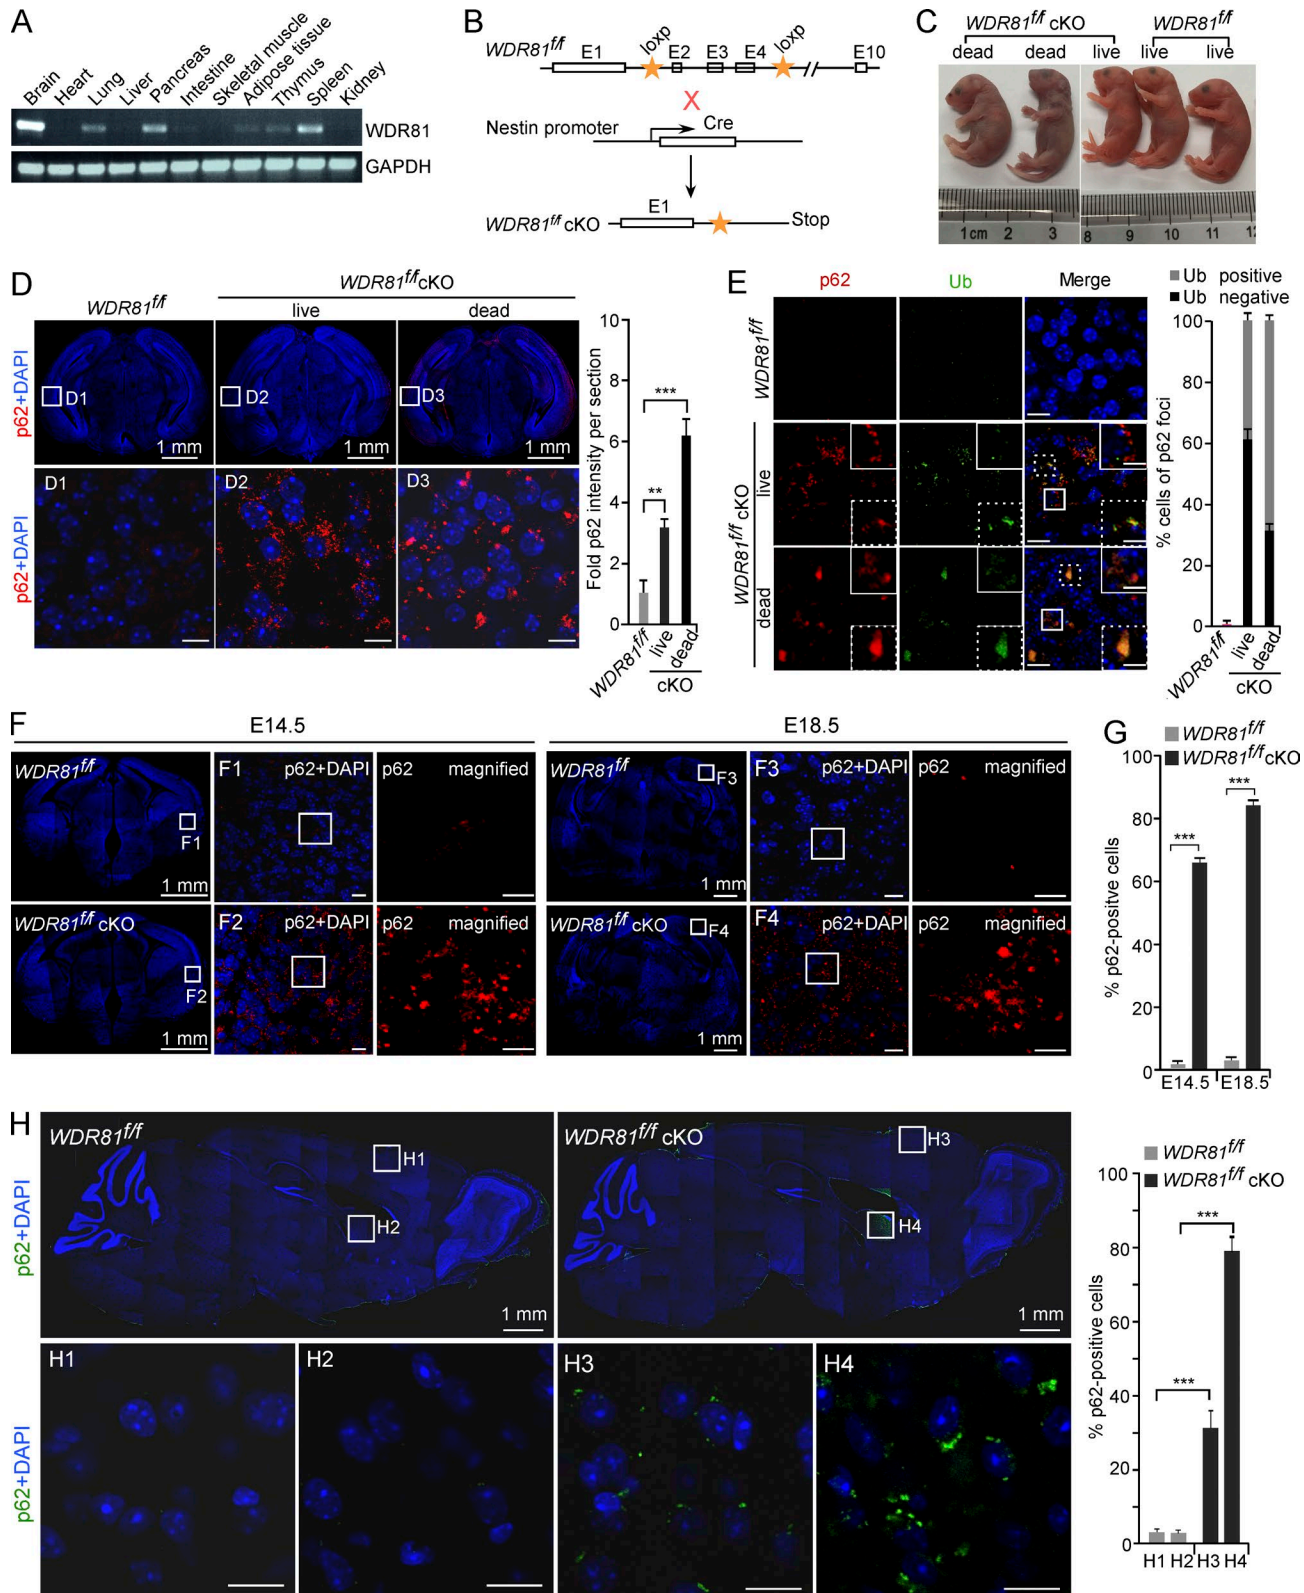 A
Brain
Heart
Lung
Liver
Pancreas
Intestine
Skeletal muscle
Adipose tissue
Thymus
Spleen
Kidney
WDR81
GAPDH
B
WDR81f/f
E1
loxp
E2
E3
E4
loxp
E10
X
Nestin promoter
Cre
WDR81f/f cKO
E1
Stop
C
WDR81f/f cKO
WDR81f/f
dead
dead
live
live
live
1 cm 2 3
8 9 10 11 12
D
WDR81f/f
WDR81f/f cKO
live
dead
p62+DAPI
D1
1 mm
D2
1 mm
D3
1 mm
p62+DAPI
D1
D2
D3
Fold p62 intensity per section
10
8
6
4
2
0
***
**
WDR81f/f
live
dead
cKO
E
p62
Ub
Merge
WDR81f/f
WDR81f/f cKO
live
dead
Ub positive
Ub negative
% cells of p62 foci
100
80
60
40
20
0
WDR81f/f
live
dead
cKO
F
E14.5
E18.5
WDR81f/f
F1
1 mm
F1
p62+DAPI
p62
magnified
WDR81f/f
F3
1 mm
F3
p62+DAPI
p62
magnified
WDR81f/f cKO
F2
1 mm
F2
p62+DAPI
p62
magnified
WDR81f/f cKO
F4
1 mm
F4
p62+DAPI
p62
magnified
G
WDR81f/f
WDR81f/f cKO
% p62-positive cells
100
80
60
40
20
0
***
***
E14.5
E18.5
H
p62+DAPI
WDR81f/f
H1
H2
1 mm
WDR81f/f cKO
H3
H4
1 mm
p62+DAPI
H1
H2
H3
H4
WDR81f/f
WDR81f/f cKO
% p62-positive cells
100
80
60
40
20
0
***
***
H1 H2 H3 H4